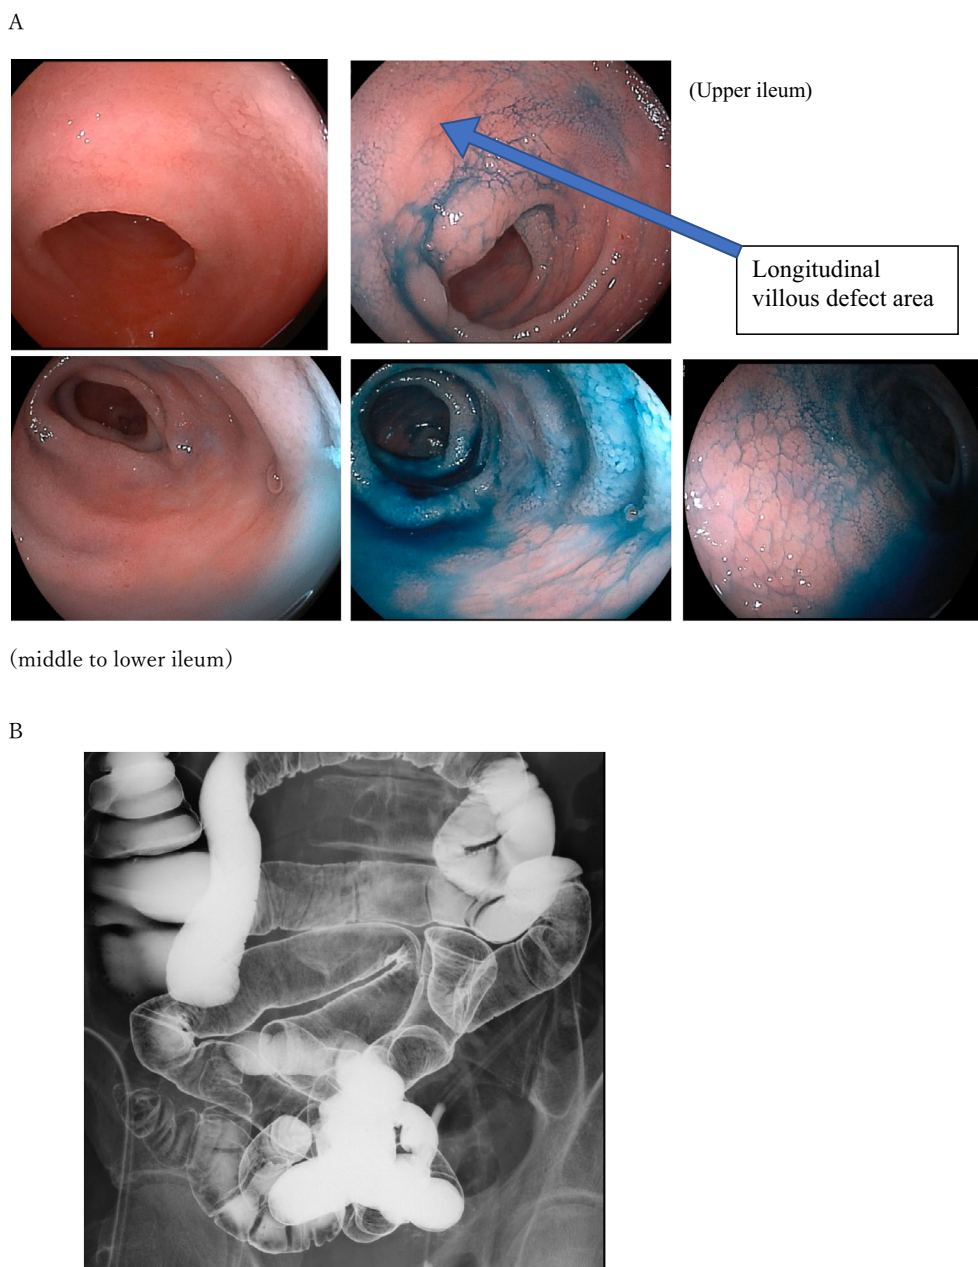 A
(Upper ileum)
Longitudinal
villous defect area
(middle to lower ileum)
B